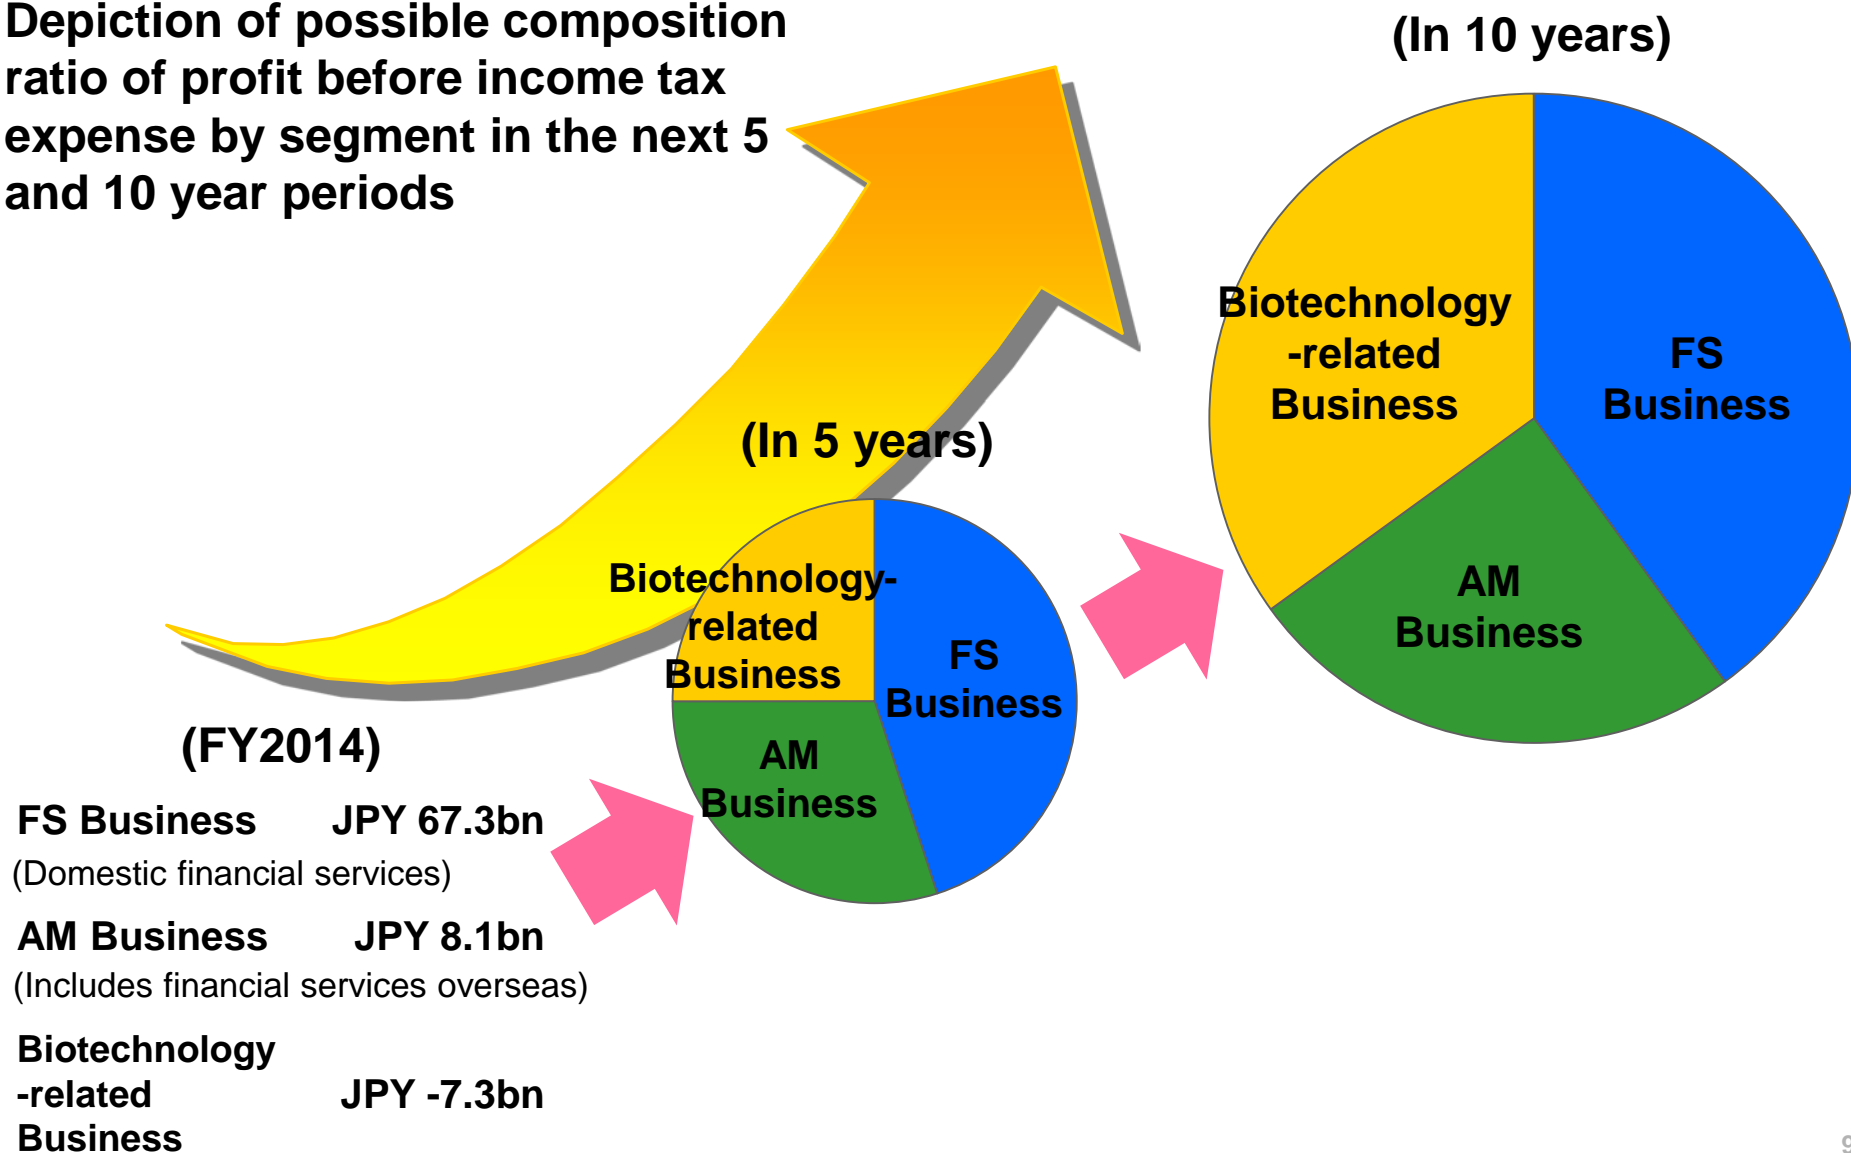 Depiction of possible composition
ratio of profit before income tax
expense by segment in the next 5
and 10 year periods
(In 10 years)
Biotechnology
-related
Business
FS
Business
AM
Business
(In 5 years)
Biotechnology-
related
Business
FS
Business
AM
Business
(FY2014)
FS Business JPY 67.3bn
(Domestic financial services)
AM Business JPY 8.1bn
(Includes financial services overseas)
Biotechnology
-related JPY -7.3bn
Business
9